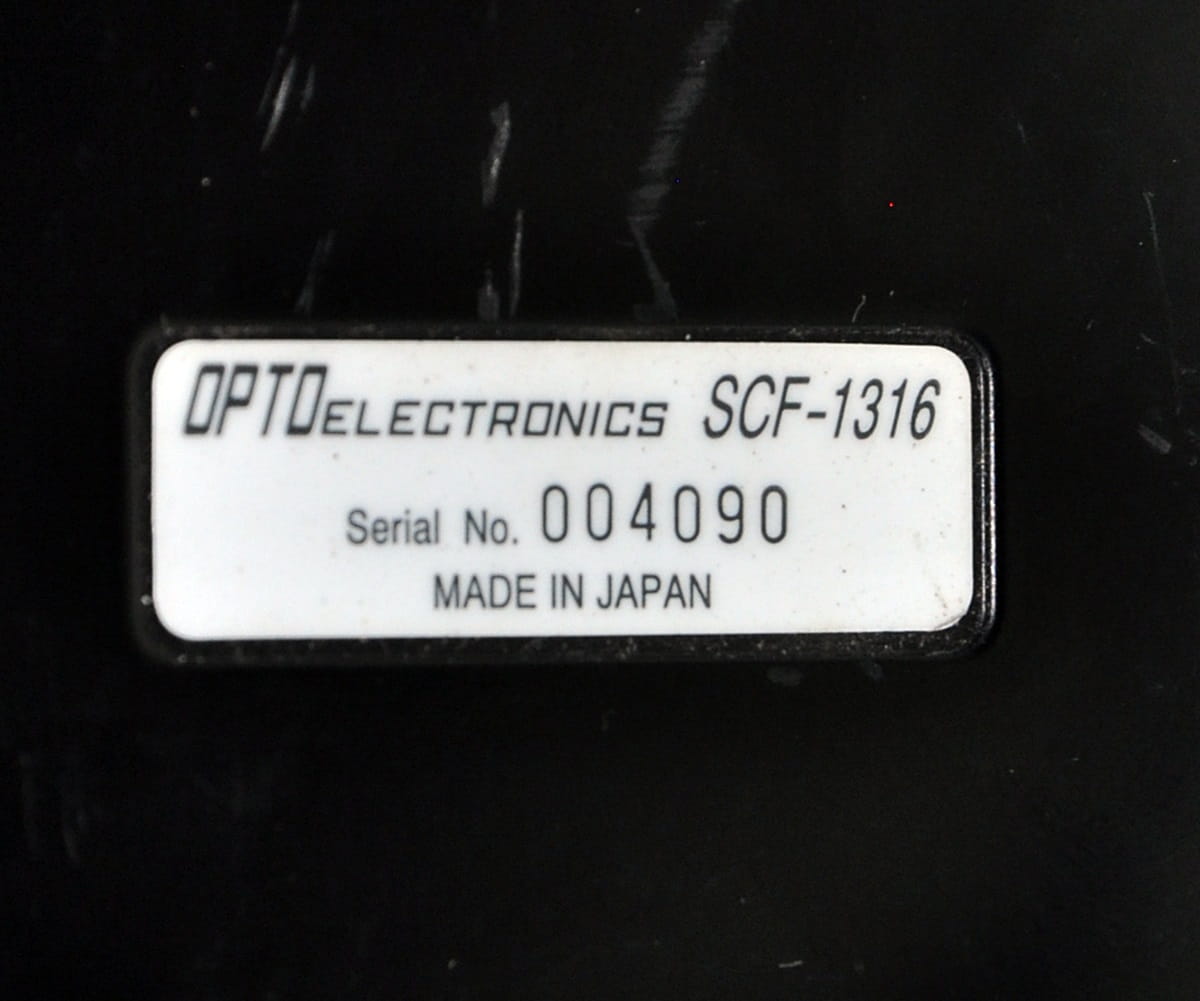 OPTOELECTRONICS SCF-1316
Serial No. 004090
MADE IN JAPAN